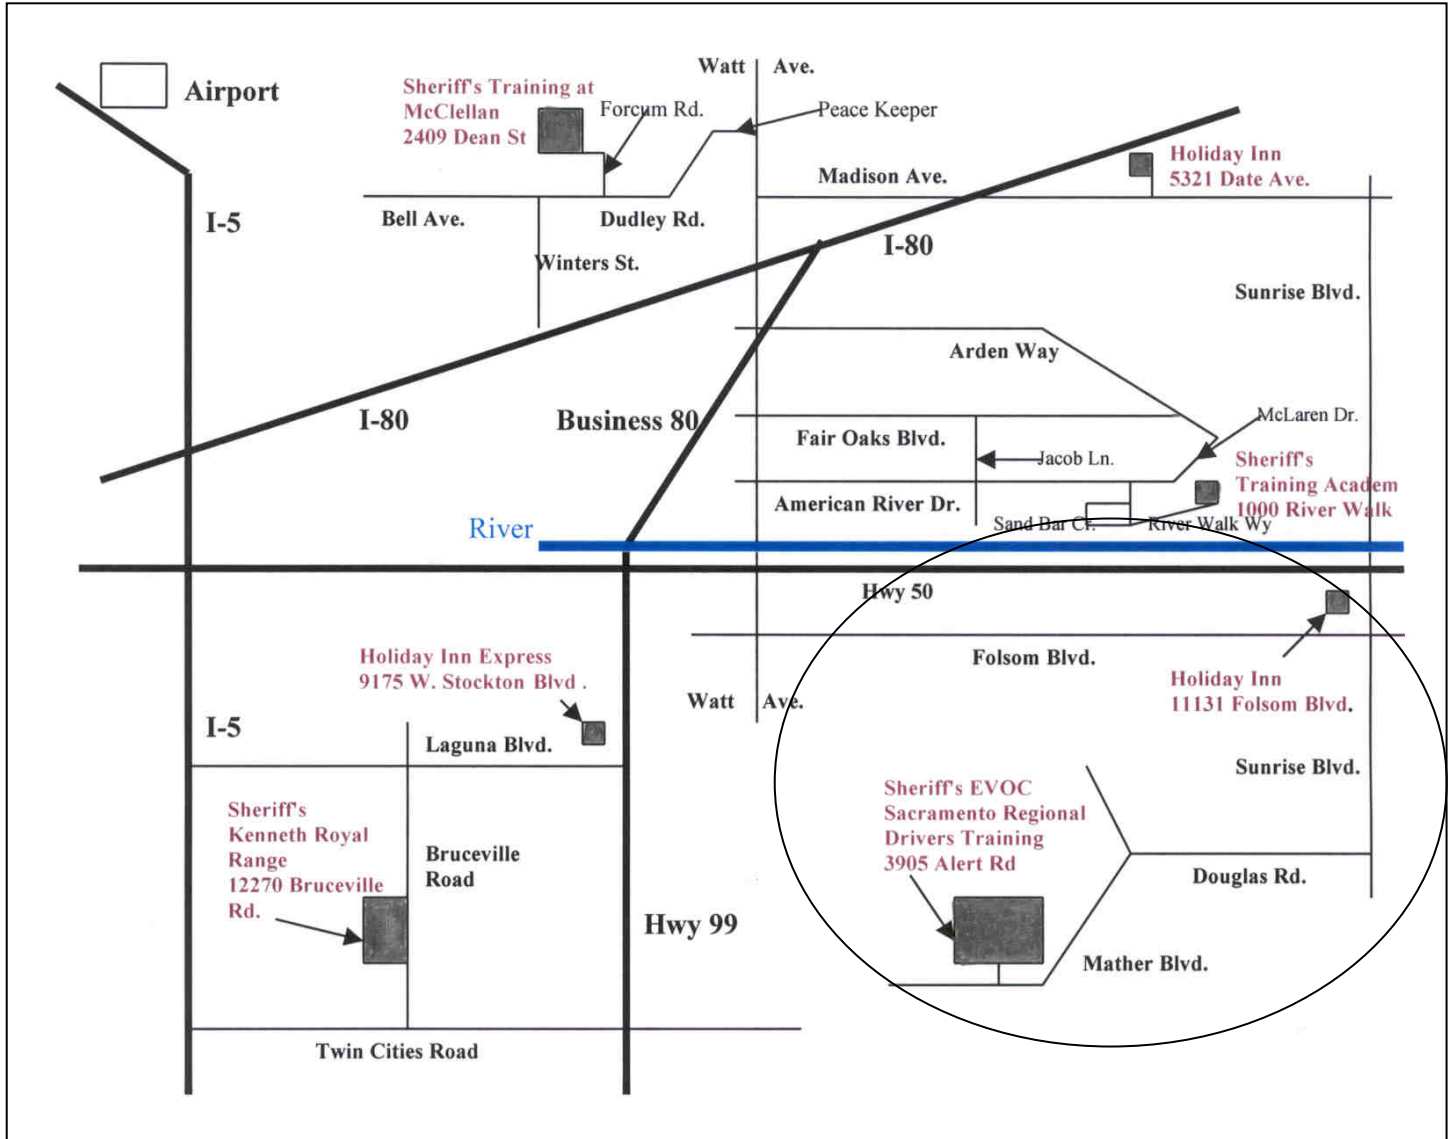 Airport
Sheriff's Training at
McClellan
2409 Dean St
Forcum Rd.
Watt Ave.
Peace Keeper
Holiday Inn
5321 Date Ave.
Madison Ave.
I-5
Bell Ave.
Dudley Rd.
I-80
Winters St.
Sunrise Blvd.
Arden Way
I-80
Business 80
Fair Oaks Blvd.
McLaren Dr.
Jacob Ln.
Sheriff's
Training Academ
1000 River Walk
American River Dr.
Sand Bar Cr.
River Walk Wy
River
Hwy 50
Folsom Blvd.
Holiday Inn Express
9175 W. Stockton Blvd .
Holiday Inn
11131 Folsom Blvd.
Watt Ave.
I-5
Laguna Blvd.
Sunrise Blvd.
Sheriff's EVOC
Sacramento Regional
Drivers Training
3905 Alert Rd
Sheriff's
Kenneth Royal
Range
12270 Bruceville
Rd.
Bruceville
Road
Douglas Rd.
Hwy 99
Mather Blvd.
Twin Cities Road